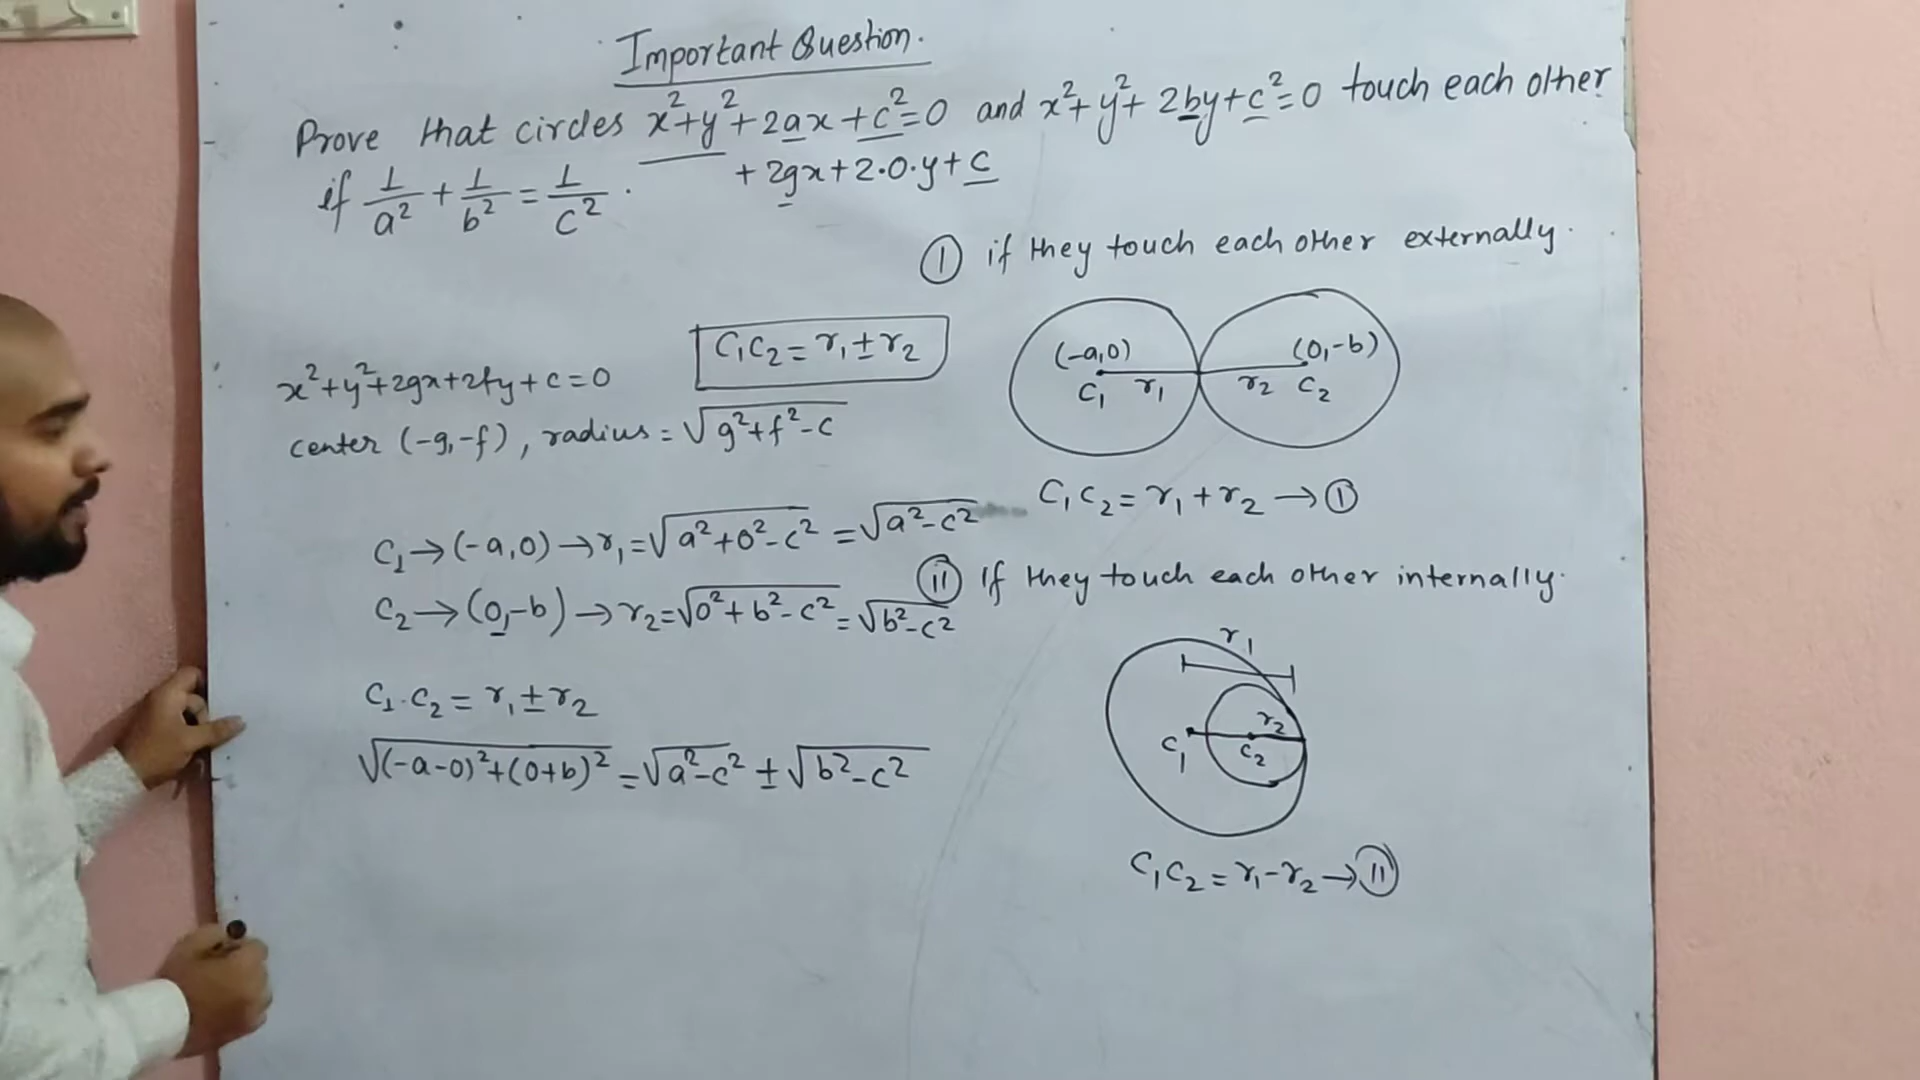 Important Question.
Prove that circles x²+y²+2ax+c²=0 and x²+y²+2by+c²=0 touch each other
if 1/a² + 1/b² = 1/c².
+2gx+2·0·y+c
① if they touch each other externally.
C₁C₂ = r₁ ± r₂
(-a,0)
(0,-b)
C₁ r₁ r₂ C₂
x²+y²+2gx+2fy+c=0
center (-g,-f), radius = √(g²+f²-c)
C₁C₂ = r₁+r₂ → ①
C₁ → (-a,0) → r₁ = √(a²+0²-c²) = √(a²-c²)
C₂ → (0,-b) → r₂ = √(0²+b²-c²) = √(b²-c²)
⑪ If they touch each other internally.
r₁
r₂
C₁ C₂
C₁·C₂ = r₁ ± r₂
√((-a-0)²+(0+b)²) = √(a²-c²) ± √(b²-c²)
C₁C₂ = r₁-r₂ → ⑪